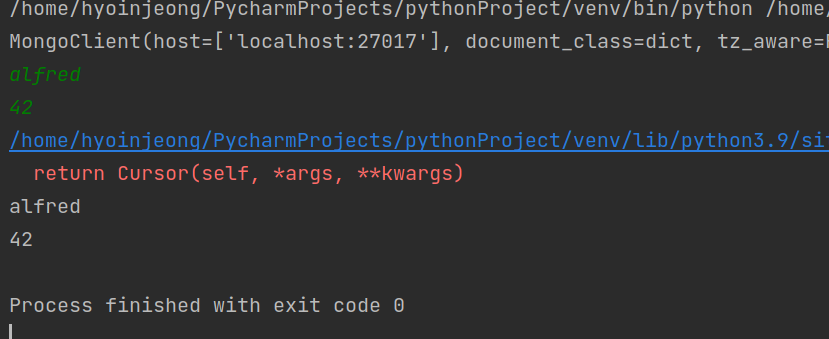 /home/hyoinjeong/PycharmProjects/pythonProject/venv/bin/python /home/
MongoClient(host=['localhost:27017'], document_class=dict, tz_aware=
alfred
42
/home/hyoinjeong/PycharmProjects/pythonProject/venv/lib/python3.9/sit
return Cursor(self, *args, **kwargs)
alfred
42
Process finished with exit code 0